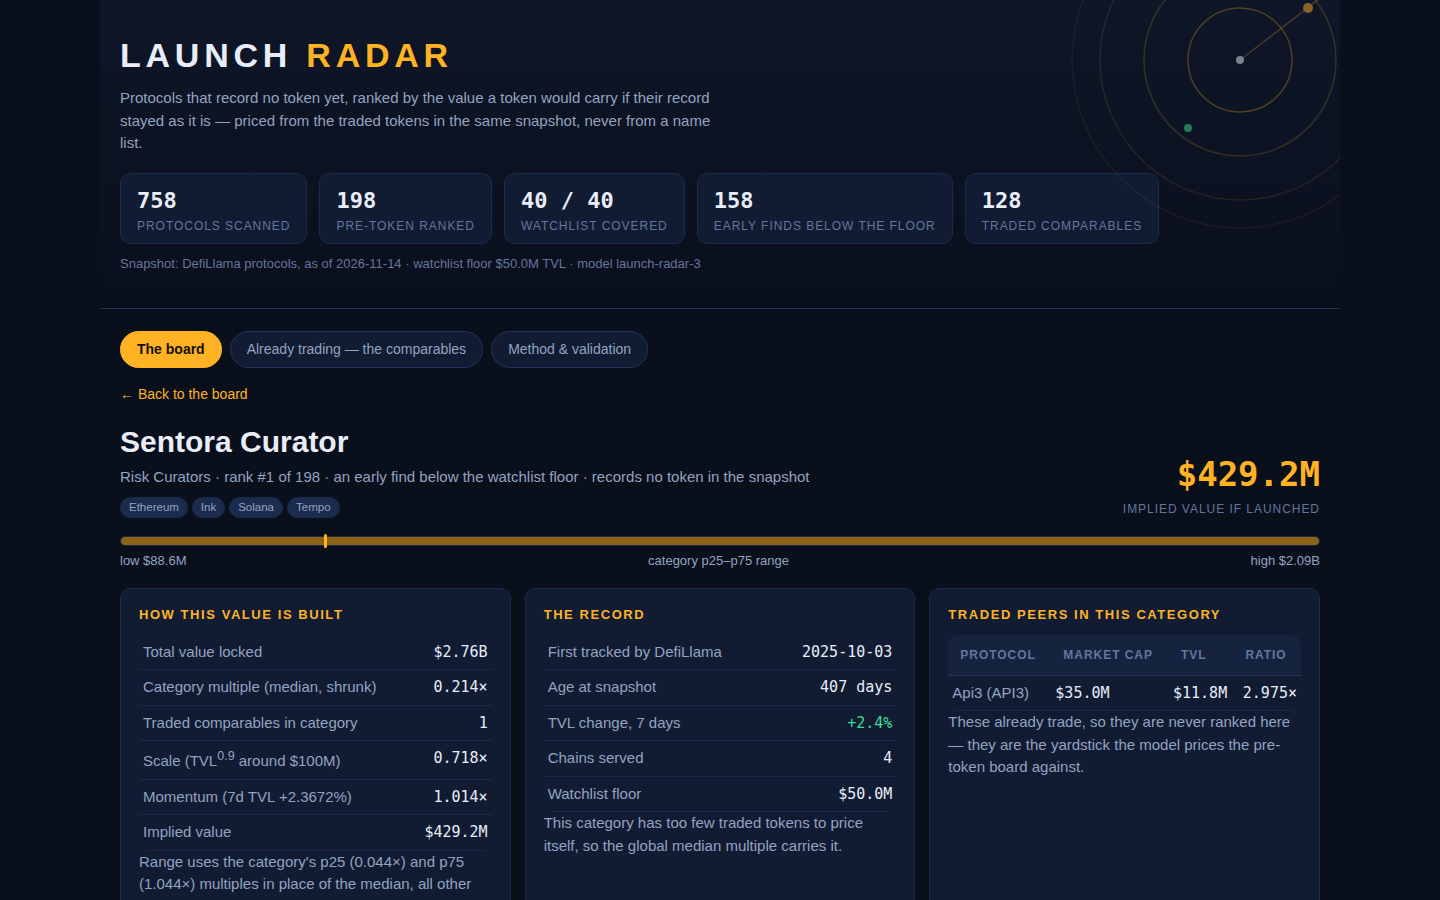 LAUNCH RADAR
Protocols that record no token yet, ranked by the value a token would carry if their record
stayed as it is — priced from the traded tokens in the same snapshot, never from a name
list.
758
PROTOCOLS SCANNED
198
PRE-TOKEN RANKED
40 / 40
WATCHLIST COVERED
158
EARLY FINDS BELOW THE FLOOR
128
TRADED COMPARABLES
Snapshot: DefiLlama protocols, as of 2026-11-14 · watchlist floor $50.0M TVL · model launch-radar-3
The board
Already trading — the comparables
Method & validation
← Back to the board
Sentora Curator
Risk Curators · rank #1 of 198 · an early find below the watchlist floor · records no token in the snapshot
Ethereum Ink Solana Tempo
$429.2M
IMPLIED VALUE IF LAUNCHED
low $88.6M category p25–p75 range high $2.09B
HOW THIS VALUE IS BUILT
Total value locked $2.76B
Category multiple (median, shrunk) 0.214×
Traded comparables in category 1
Scale (TVL^0.9 around $100M) 0.718×
Momentum (7d TVL +2.3672%) 1.014×
Implied value $429.2M
Range uses the category's p25 (0.044×) and p75
(1.044×) multiples in place of the median, all other
THE RECORD
First tracked by DefiLlama 2025-10-03
Age at snapshot 407 days
TVL change, 7 days +2.4%
Chains served 4
Watchlist floor $50.0M
This category has too few traded tokens to price
itself, so the global median multiple carries it.
TRADED PEERS IN THIS CATEGORY
PROTOCOL MARKET CAP TVL RATIO
Api3 (API3) $35.0M $11.8M 2.975×
These already trade, so they are never ranked here
— they are the yardstick the model prices the pre-
token board against.